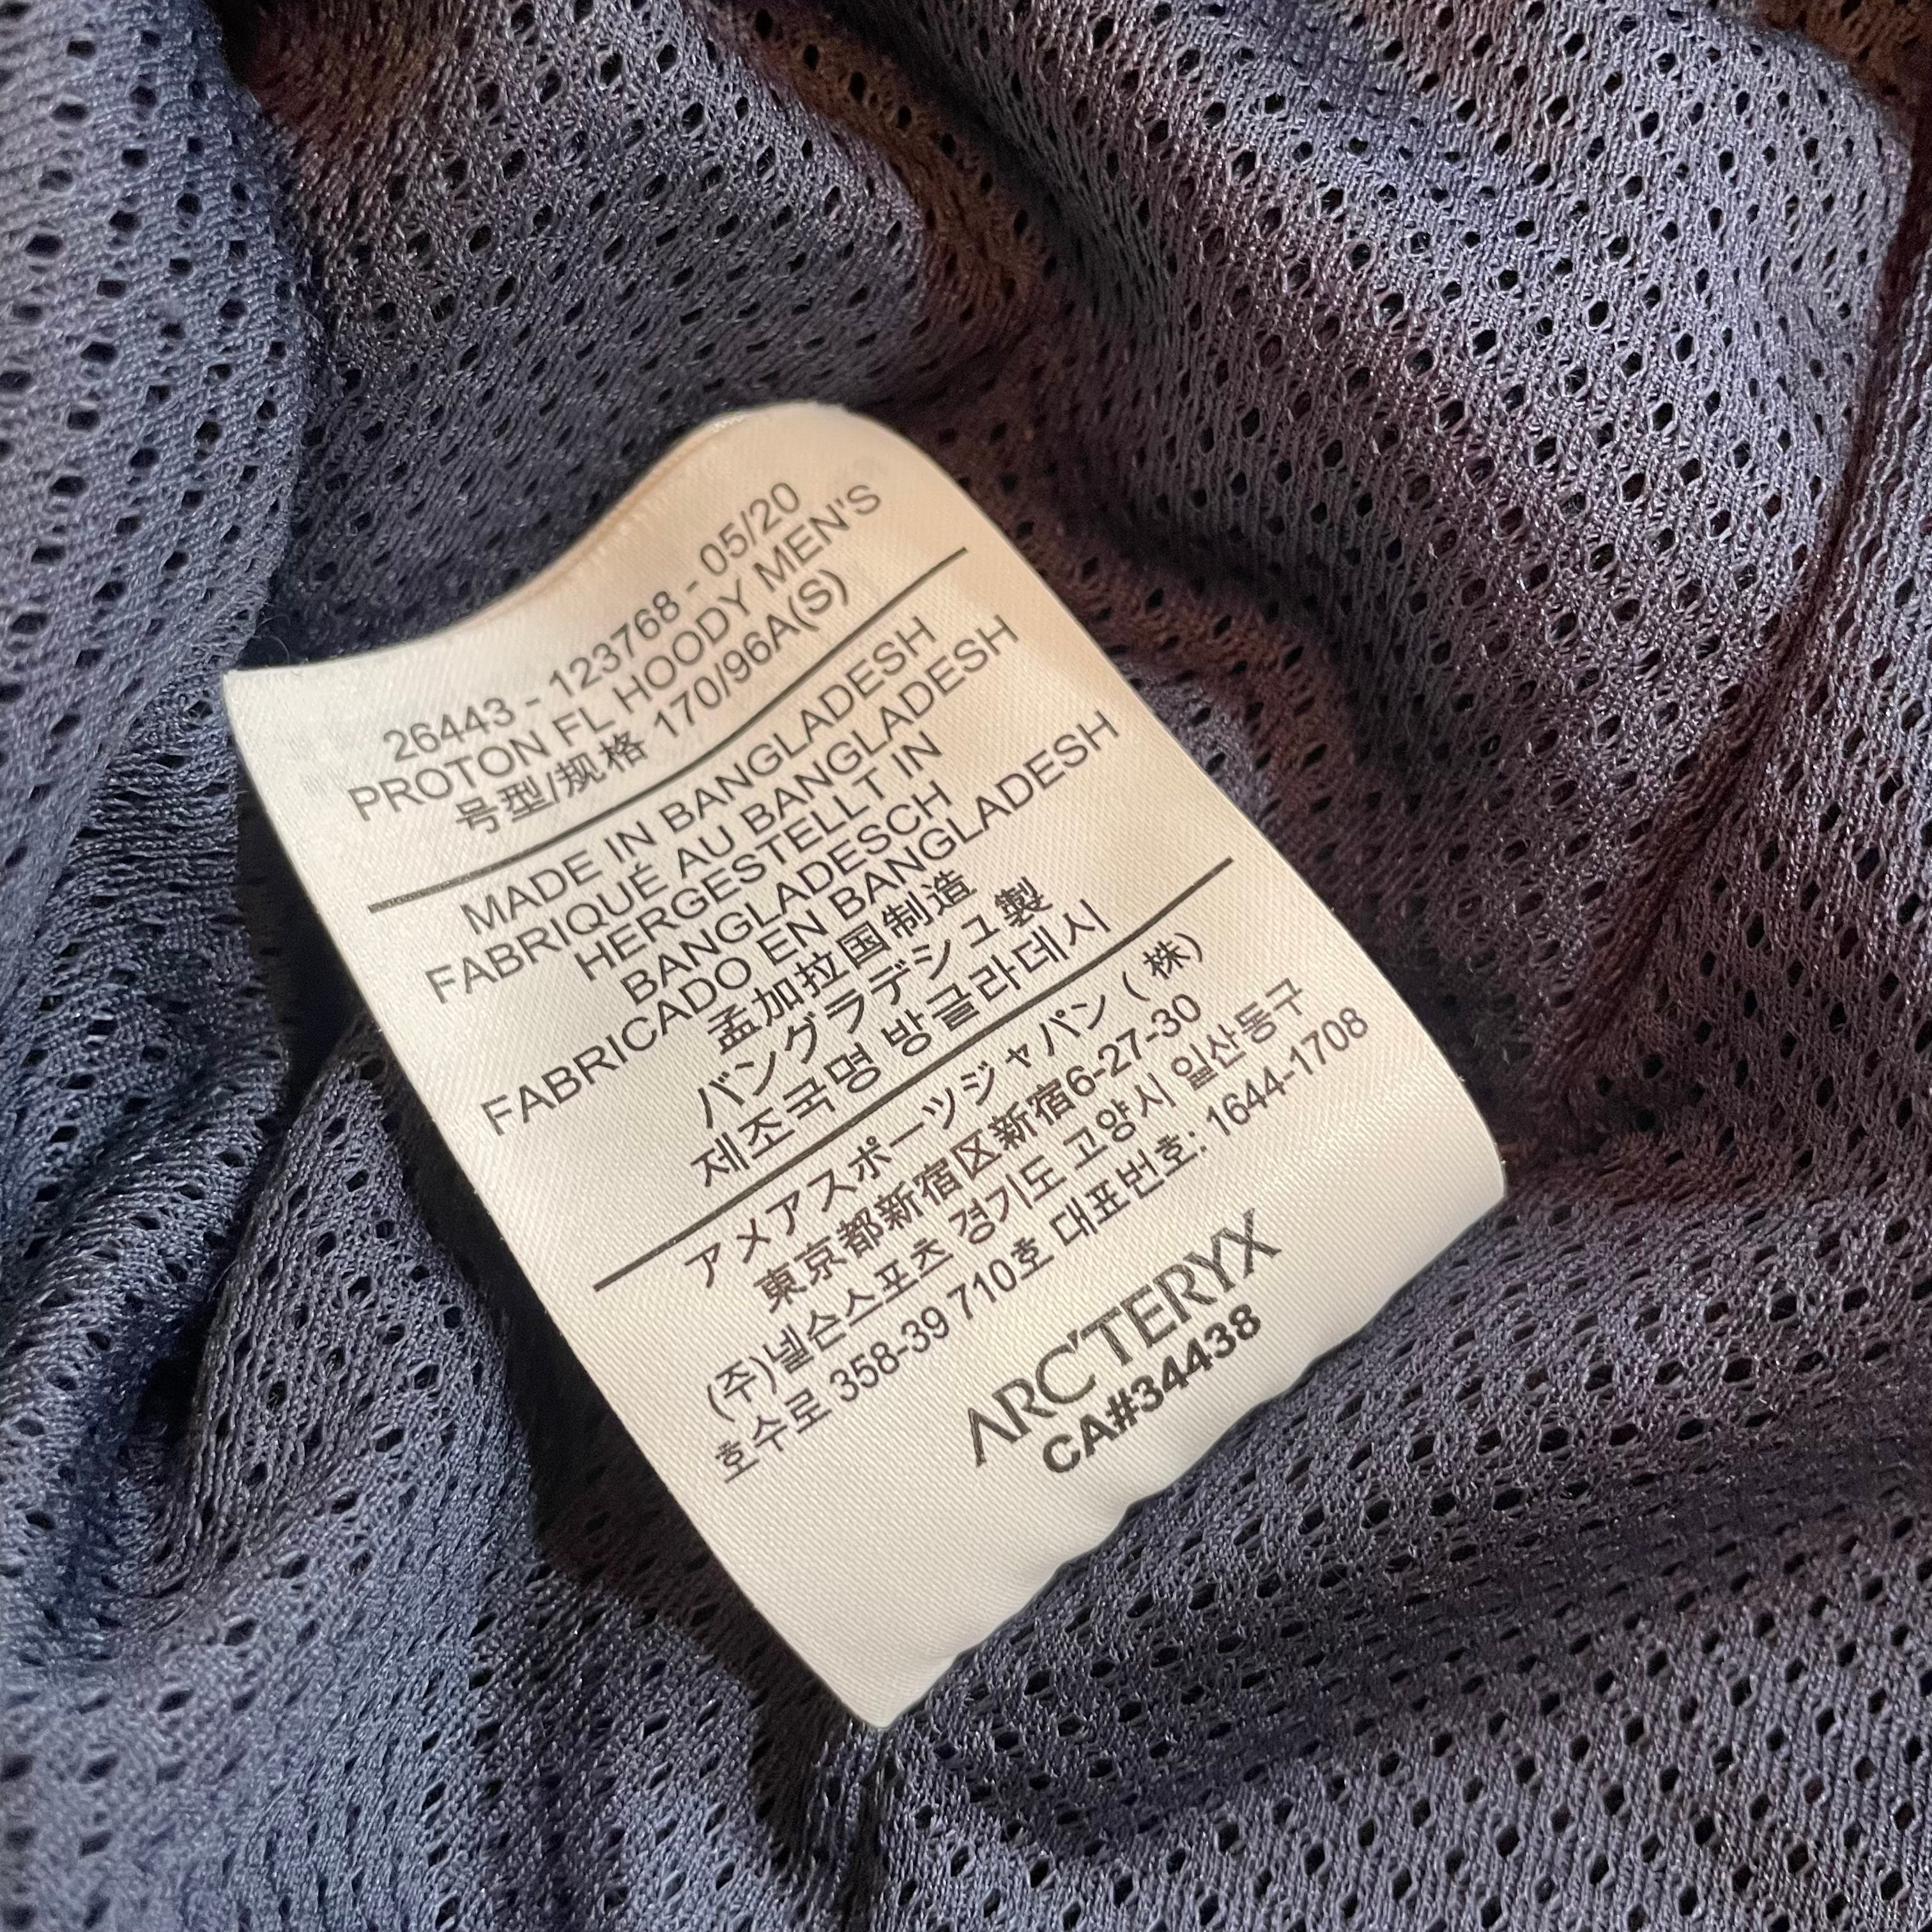 26443 - 123768 - 05/20
PROTON FL HOODY MEN'S
号型/规格 170/96A(S)
MADE IN BANGLADESH
FABRIQUÉ AU BANGLADESH
HERGESTELLT IN
BANGLADESCH
FABRICADO EN BANGLADESH
孟加拉国制造
バングラデシュ製
제조국명 방글라데시
アメアスポーツジャパン (株)
東京都新宿区新宿6-27-30
(주)넬슨스포츠 경기도 고양시 일산동구
호수로 358-39 710호 대표번호: 1644-1708
ARC'TERYX
CA#34438